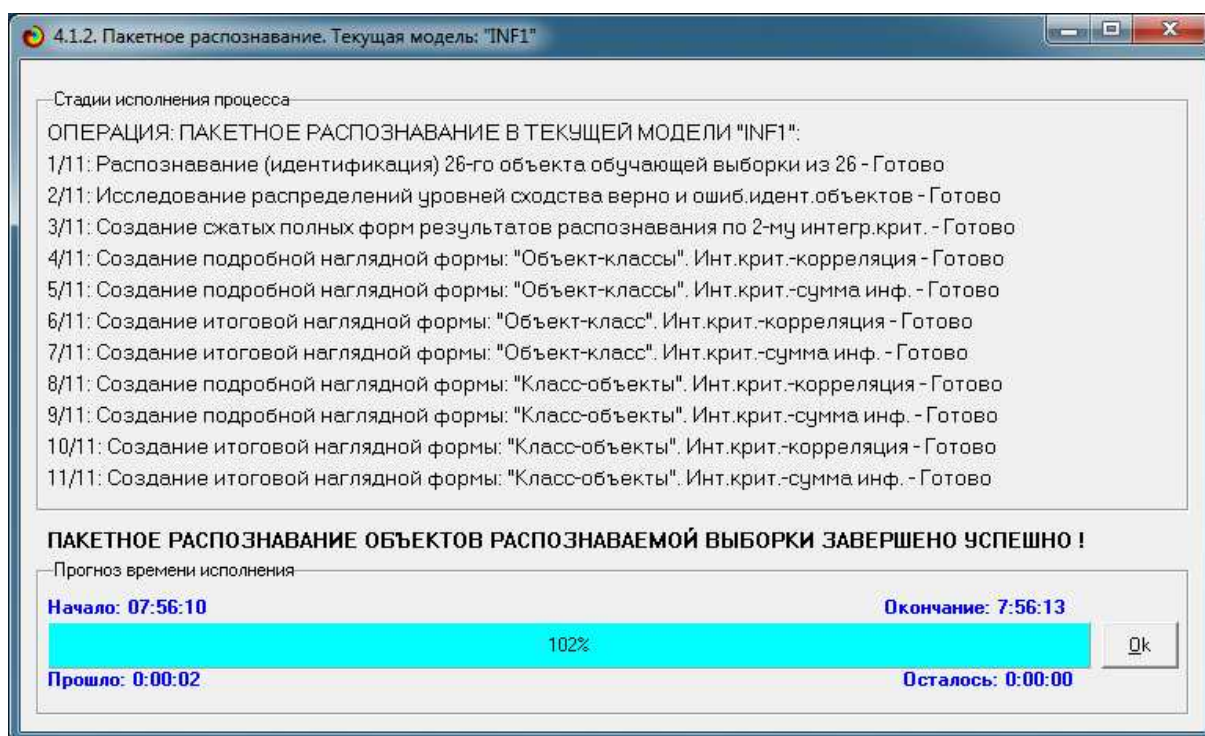 4.1.2. Пакетное распознавание. Текущая модель: "INF1"
Стадии исполнения процесса
ОПЕРАЦИЯ: ПАКЕТНОЕ РАСПОЗНАВАНИЕ В ТЕКУЩЕЙ МОДЕЛИ "INF1":
1/11: Распознавание (идентификация) 26-го объекта обучающей выборки из 26 - Готово
2/11: Исследование распределений уровней сходства верно и ошиб.идент.объектов - Готово
3/11: Создание сжатых полных форм результатов распознавания по 2-му интегр.крит. - Готово
4/11: Создание подробной наглядной формы: "Объект-классы". Инт.крит.-корреляция - Готово
5/11: Создание подробной наглядной формы: "Объект-классы". Инт.крит.-сумма инф. - Готово
6/11: Создание итоговой наглядной формы: "Объект-класс". Инт.крит.-корреляция - Готово
7/11: Создание итоговой наглядной формы: "Объект-класс". Инт.крит.-сумма инф. - Готово
8/11: Создание подробной наглядной формы: "Класс-объекты". Инт.крит.-корреляция - Готово
9/11: Создание подробной наглядной формы: "Класс-объекты". Инт.крит.-сумма инф. - Готово
10/11: Создание итоговой наглядной формы: "Класс-объекты". Инт.крит.-корреляция - Готово
11/11: Создание итоговой наглядной формы: "Класс-объекты". Инт.крит.-сумма инф. - Готово
ПАКЕТНОЕ РАСПОЗНАВАНИЕ ОБЪЕКТОВ РАСПОЗНАВАЕМОЙ ВЫБОРКИ ЗАВЕРШЕНО УСПЕШНО !
Прогноз времени исполнения
Начало: 07:56:10 Окончание: 7:56:13
102% Ok
Прошло: 0:00:02 Осталось: 0:00:00